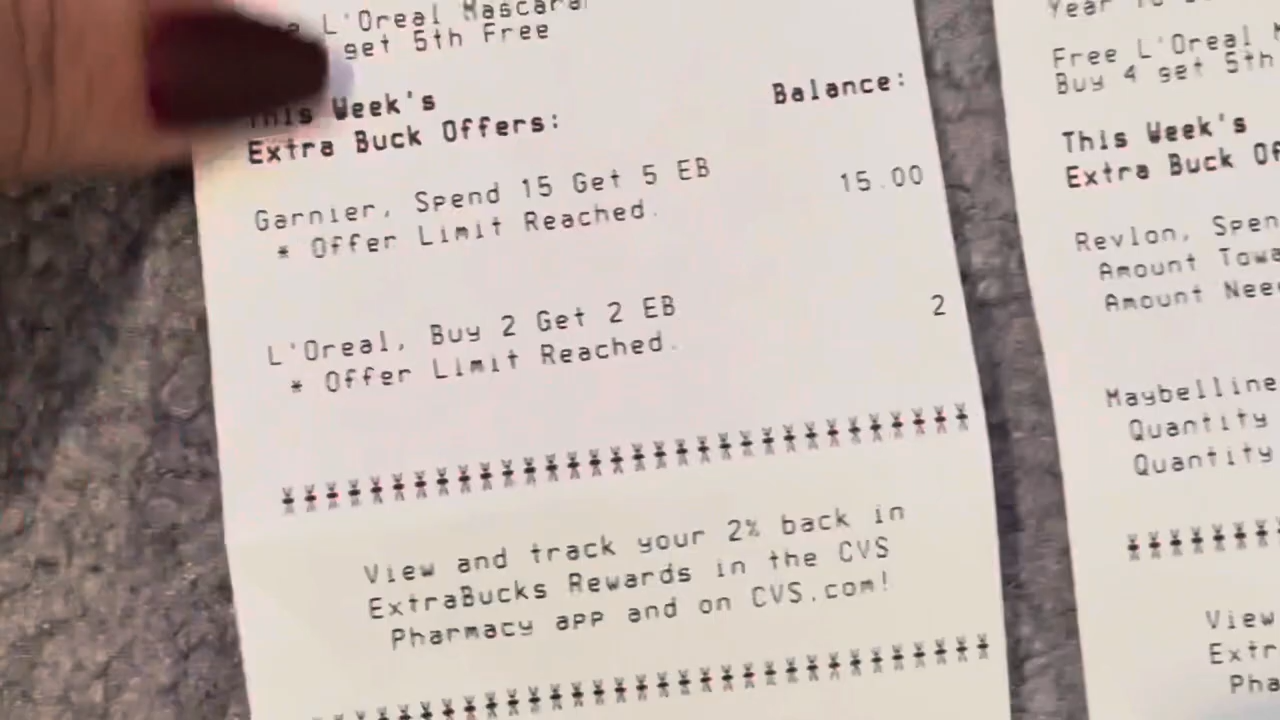 L'Oreal Mascara
get 5th Free
This Week's
Extra Buck Offers:
Balance:
Garnier, Spend 15 Get 5 EB
15.00
* Offer Limit Reached.
L'Oreal, Buy 2 Get 2 EB
2
* Offer Limit Reached.
***********************************
View and track your 2% back in
ExtraBucks Rewards in the CVS
Pharmacy app and on CVS.com!
***********************************
Year
Free L'Oreal
Buy 4 get 5th
This Week's
Extra Buck
Revlon,
Amount
Amount
Maybelline
Quantity
Quantity
View